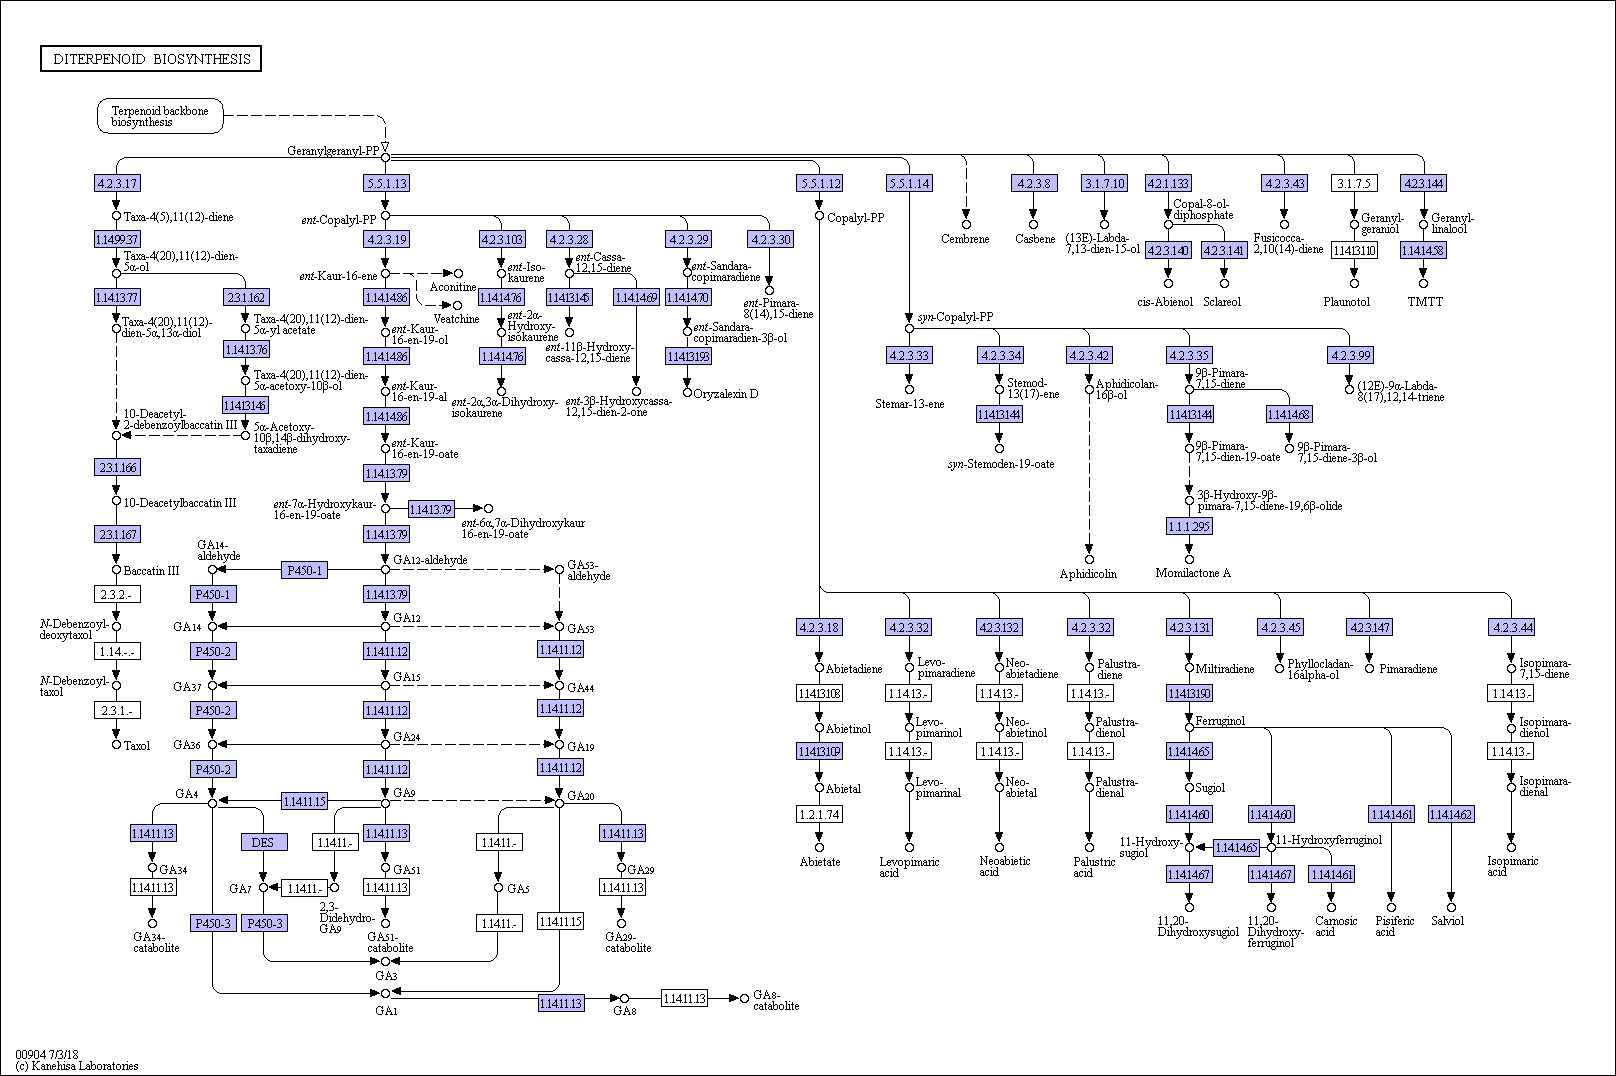 DITERPENOID BIOSYNTHESIS
Terpenoid backbone
biosynthesis
Geranylgeranyl-PP
4.2.3.17
5.5.1.13
5.5.1.12
5.5.1.14
4.2.3.8
3.1.7.10
4.2.1.133
4.2.3.43
3.1.7.5
4.2.3.144
Taxa-4(5),11(12)-diene
ent-Copalyl-PP
Copalyl-PP
Cembrene
Casbene
(13E)-Labda-
7,13-dien-15-ol
Copal-8-ol-
diphosphate
Fusicocca-
2,10(14)-diene
Geranyl-
geraniol
Geranyl-
linalool
1.14.99.37
4.2.3.19
4.2.3.103
4.2.3.28
4.2.3.29
4.2.3.30
4.2.3.140
4.2.3.141
1.14.13.110
1.14.14.58
Taxa-4(20),11(12)-dien-
5α-ol
ent-Kaur-16-ene
Aconitine
Veatchine
ent-Iso-
kaurene
ent-Cassa-
12,15-diene
ent-Sandara-
copimaradiene
ent-Pimara-
8(14),15-diene
cis-Abienol
Sclareol
Plaunotol
TMTT
1.14.13.77
2.3.1.162
1.14.14.86
1.14.14.76
1.14.13.145
1.14.14.69
1.14.14.70
Taxa-4(20),11(12)-
dien-5α,13α-diol
Taxa-4(20),11(12)-dien-
5α-yl acetate
ent-Kaur-
16-en-19-ol
ent-2α-
Hydroxy-
isokaurene
ent-11β-Hydroxy-
cassa-12,15-diene
ent-Sandara-
copimaradien-3β-ol
syn-Copalyl-PP
1.14.13.76
1.14.14.86
1.14.14.76
1.14.13.193
4.2.3.33
4.2.3.34
4.2.3.42
4.2.3.35
4.2.3.99
Taxa-4(20),11(12)-dien-
5α-acetoxy-10β-ol
ent-Kaur-
16-en-19-al
ent-2α,3α-Dihydroxy-
isokaurene
ent-3β-Hydroxycassa-
12,15-dien-2-one
Oryzalexin D
Stemar-13-ene
Stemod-
13(17)-ene
Aphidicolan-
16β-ol
9β-Pimara-
7,15-diene
(12E)-9α-Labda-
8(17),12,14-triene
1.14.13.146
1.14.14.86
1.14.13.144
1.14.13.144
1.14.14.68
10-Deacetyl-
2-debenzoylbaccatin III
5α-Acetoxy-
10β,14β-dihydroxy-
taxadiene
ent-Kaur-
16-en-19-oate
syn-Stemoden-19-oate
9β-Pimara-
7,15-dien-19-oate
9β-Pimara-
7,15-diene-3β-ol
2.3.1.166
1.14.13.79
10-Deacetylbaccatin III
ent-7α-Hydroxykaur-
16-en-19-oate
1.14.13.79
ent-6α,7α-Dihydroxykaur
16-en-19-oate
3β-Hydroxy-9β-
pimara-7,15-diene-19,6β-olide
2.3.1.167
1.14.13.79
1.1.1.295
Baccatin III
GA14-
aldehyde
P450-1
GA12-aldehyde
GA53-
aldehyde
Aphidicolin
Momilactone A
2.3.2.-
P450-1
1.14.13.79
N-Debenzoyl-
deoxytaxol
GA14
GA12
GA53
4.2.3.18
4.2.3.32
4.2.3.132
4.2.3.32
4.2.3.131
4.2.3.45
4.2.3.147
4.2.3.44
1.14.-.-
P450-2
1.14.11.12
1.14.11.12
N-Debenzoyl-
taxol
GA37
GA15
GA44
Abietadiene
Levo-
pimaradiene
Neo-
abietadiene
Palustra-
diene
Miltiradiene
Phyllocladan-
16alpha-ol
Pimaradiene
Isopimara-
7,15-diene
2.3.1.-
P450-2
1.14.11.12
1.14.11.12
1.14.13.108
1.14.13.-
1.14.13.-
1.14.13.-
1.14.13.190
1.14.13.-
Taxol
GA36
GA24
GA19
Abietinol
Levo-
pimarinol
Neo-
abietinol
Palustra-
dienol
Ferruginol
Isopimara-
dienol
P450-2
1.14.11.12
1.14.11.12
1.14.13.109
1.14.13.-
1.14.13.-
1.14.13.-
1.14.14.65
1.14.13.-
GA4
1.14.11.15
GA9
GA20
Abietal
Levo-
pimarinal
Neo-
abietal
Palustra-
dienal
Sugiol
Isopimara-
dienal
1.14.11.13
DES
1.14.11.-
1.14.11.13
1.14.11.-
1.14.11.13
1.2.1.74
1.14.14.60
1.14.14.60
1.14.14.61
1.14.14.62
GA34
GA7
1.14.11.-
2,3-
Didehydro-
GA9
GA51
GA5
GA29
Abietate
Levopimaric
acid
Neoabietic
acid
Palustric
acid
11-Hydroxy-
sugiol
1.14.14.65
11-Hydroxyferruginol
Isopimaric
acid
1.14.11.13
1.14.11.13
1.14.11.13
1.14.14.67
1.14.14.67
1.14.14.61
P450-3
P450-3
1.14.11.-
1.14.11.15
GA34-
catabolite
GA51-
catabolite
GA29-
catabolite
11,20-
Dihydroxysugiol
11,20-
Dihydroxy-
ferruginol
Carnosic
acid
Pisiferic
acid
Salviol
GA3
GA1
1.14.11.13
GA8
1.14.11.13
GA8-
catabolite
00904 7/3/18
(c) Kanehisa Laboratories